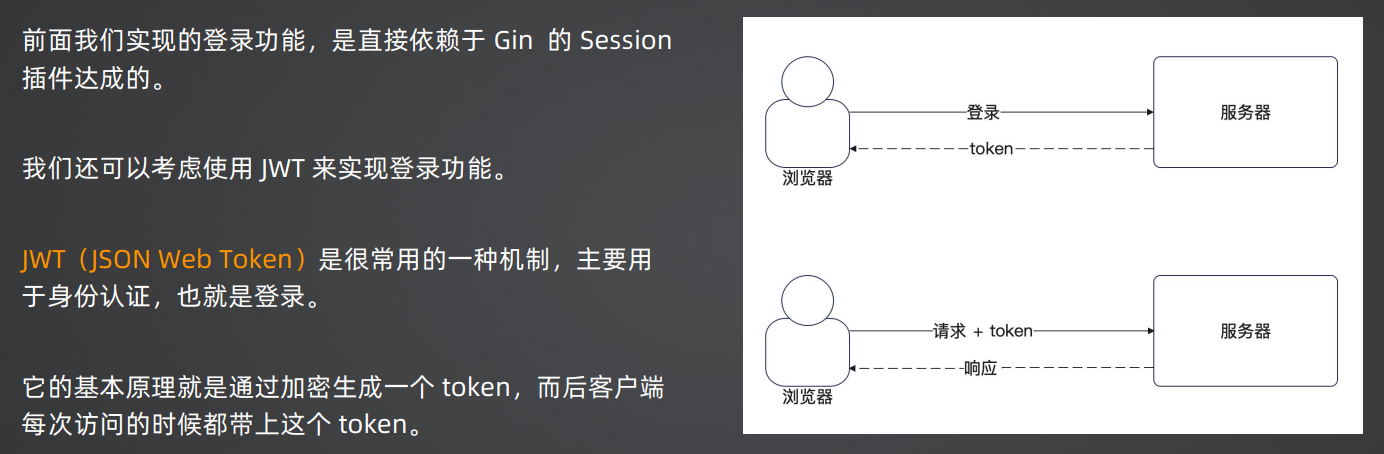 前面我们实现的登录功能，是直接依赖于 Gin 的 Session
插件达成的。
我们还可以考虑使用 JWT 来实现登录功能。
JWT（JSON Web Token）是很常用的一种机制，主要用
于身份认证，也就是登录。
它的基本原理就是通过加密生成一个 token，而后客户端
每次访问的时候都带上这个 token。
登录
服务器
token
浏览器
请求 + token
服务器
响应
浏览器